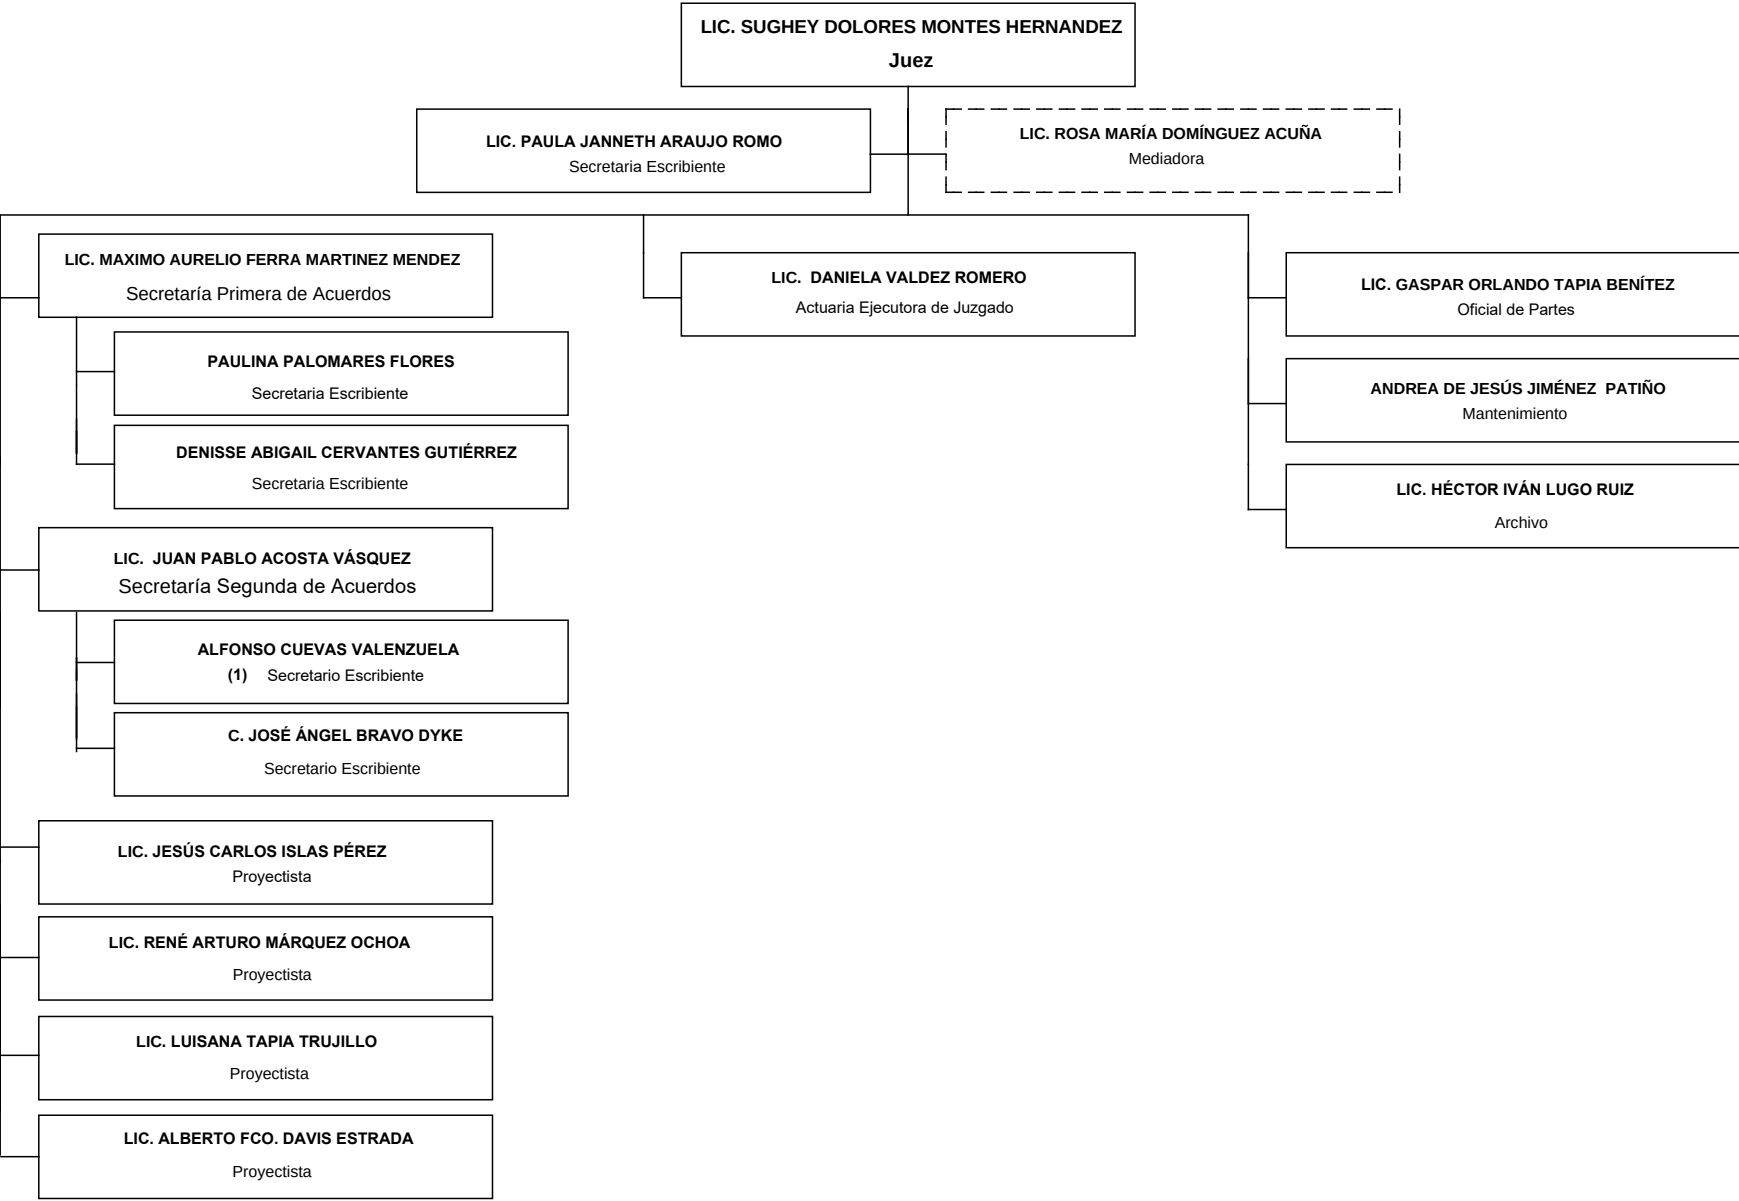 LIC. SUGHEY DOLORES MONTES HERNANDEZ
Juez
LIC. PAULA JANNETH ARAUJO ROMO
Secretaria Escribiente
LIC. ROSA MARÍA DOMÍNGUEZ ACUÑA
Mediadora
LIC. MAXIMO AURELIO FERRA MARTINEZ MENDEZ
Secretaría Primera de Acuerdos
PAULINA PALOMARES FLORES
Secretaria Escribiente
DENISSE ABIGAIL CERVANTES GUTIÉRREZ
Secretaria Escribiente
LIC. JUAN PABLO ACOSTA VÁSQUEZ
Secretaría Segunda de Acuerdos
ALFONSO CUEVAS VALENZUELA
(1) Secretario Escribiente
C. JOSÉ ÁNGEL BRAVO DYKE
Secretario Escribiente
LIC. JESÚS CARLOS ISLAS PÉREZ
Proyectista
LIC. RENÉ ARTURO MÁRQUEZ OCHOA
Proyectista
LIC. LUISANA TAPIA TRUJILLO
Proyectista
LIC. ALBERTO FCO. DAVIS ESTRADA
Proyectista
LIC. DANIELA VALDEZ ROMERO
Actuaria Ejecutora de Juzgado
LIC. GASPAR ORLANDO TAPIA BENÍTEZ
Oficial de Partes
ANDREA DE JESÚS JIMÉNEZ PATIÑO
Mantenimiento
LIC. HÉCTOR IVÁN LUGO RUIZ
Archivo